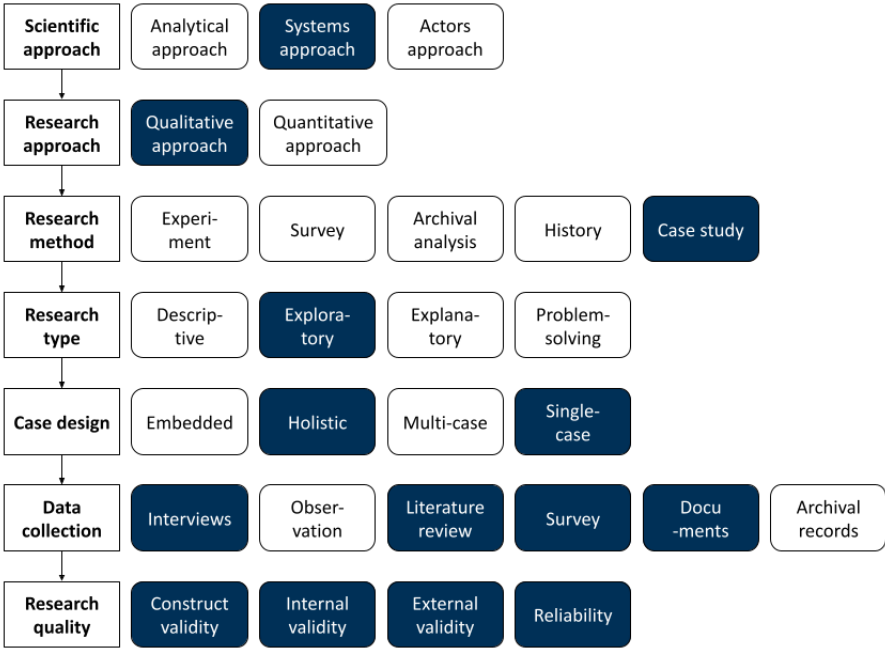 Scientific
approach
Analytical
approach
Systems
approach
Actors
approach
Research
approach
Qualitative
approach
Quantitative
approach
Research
method
Experi-
ment
Survey
Archival
analysis
History
Case study
Research
type
Descrip-
tive
Explora-
tory
Explana-
tory
Problem-
solving
Case design
Embedded
Holistic
Multi-case
Single-
case
Data
collection
Interviews
Obser-
vation
Literature
review
Survey
Docu
-ments
Archival
records
Research
quality
Construct
validity
Internal
validity
External
validity
Reliability